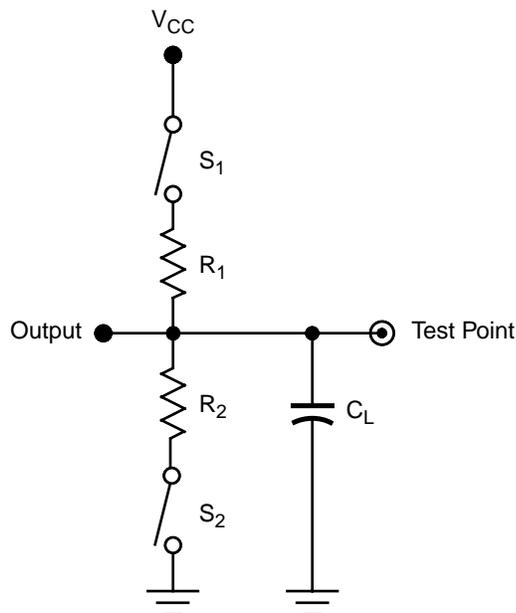 VCC
S1
R1
Output
Test Point
R2
CL
S2